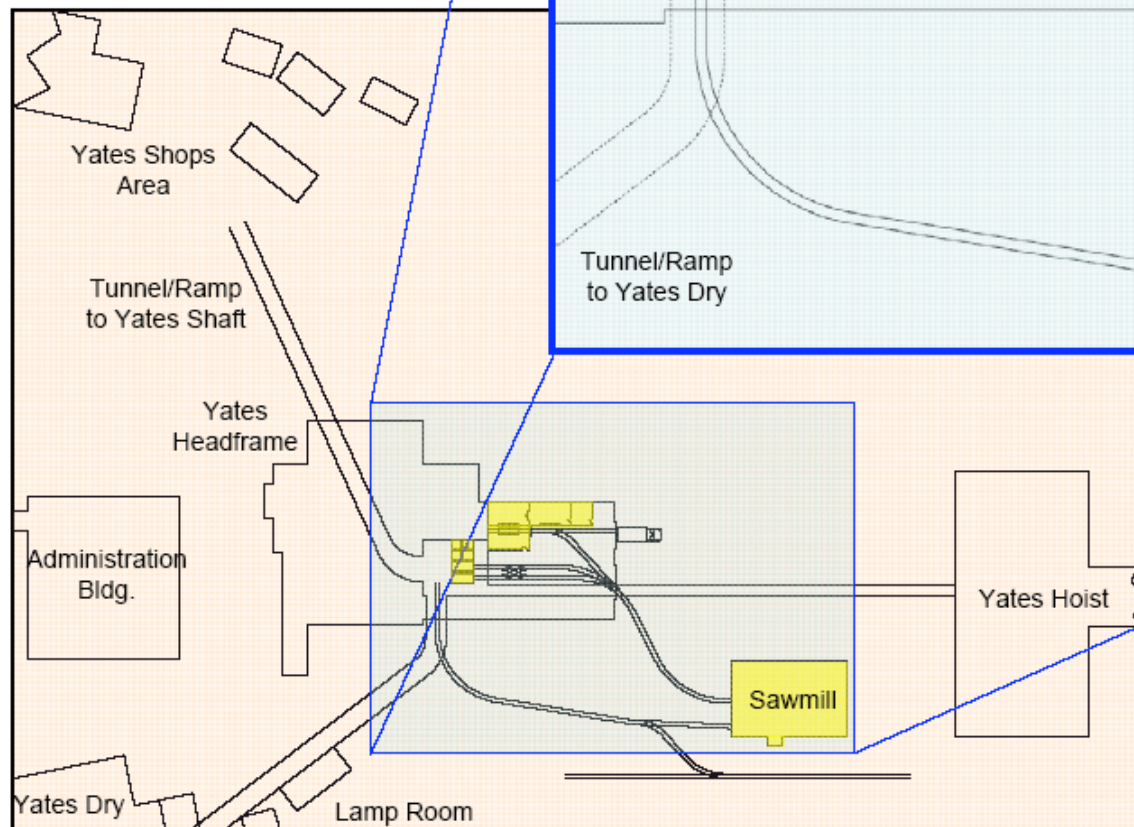 Yates Shops
Area
Tunnel/Ramp
to Yates Dry
Tunnel/Ramp
to Yates Shaft
Yates
Headframe
Administration
Bldg.
Yates Hoist
Sawmill
Yates Dry
Lamp Room